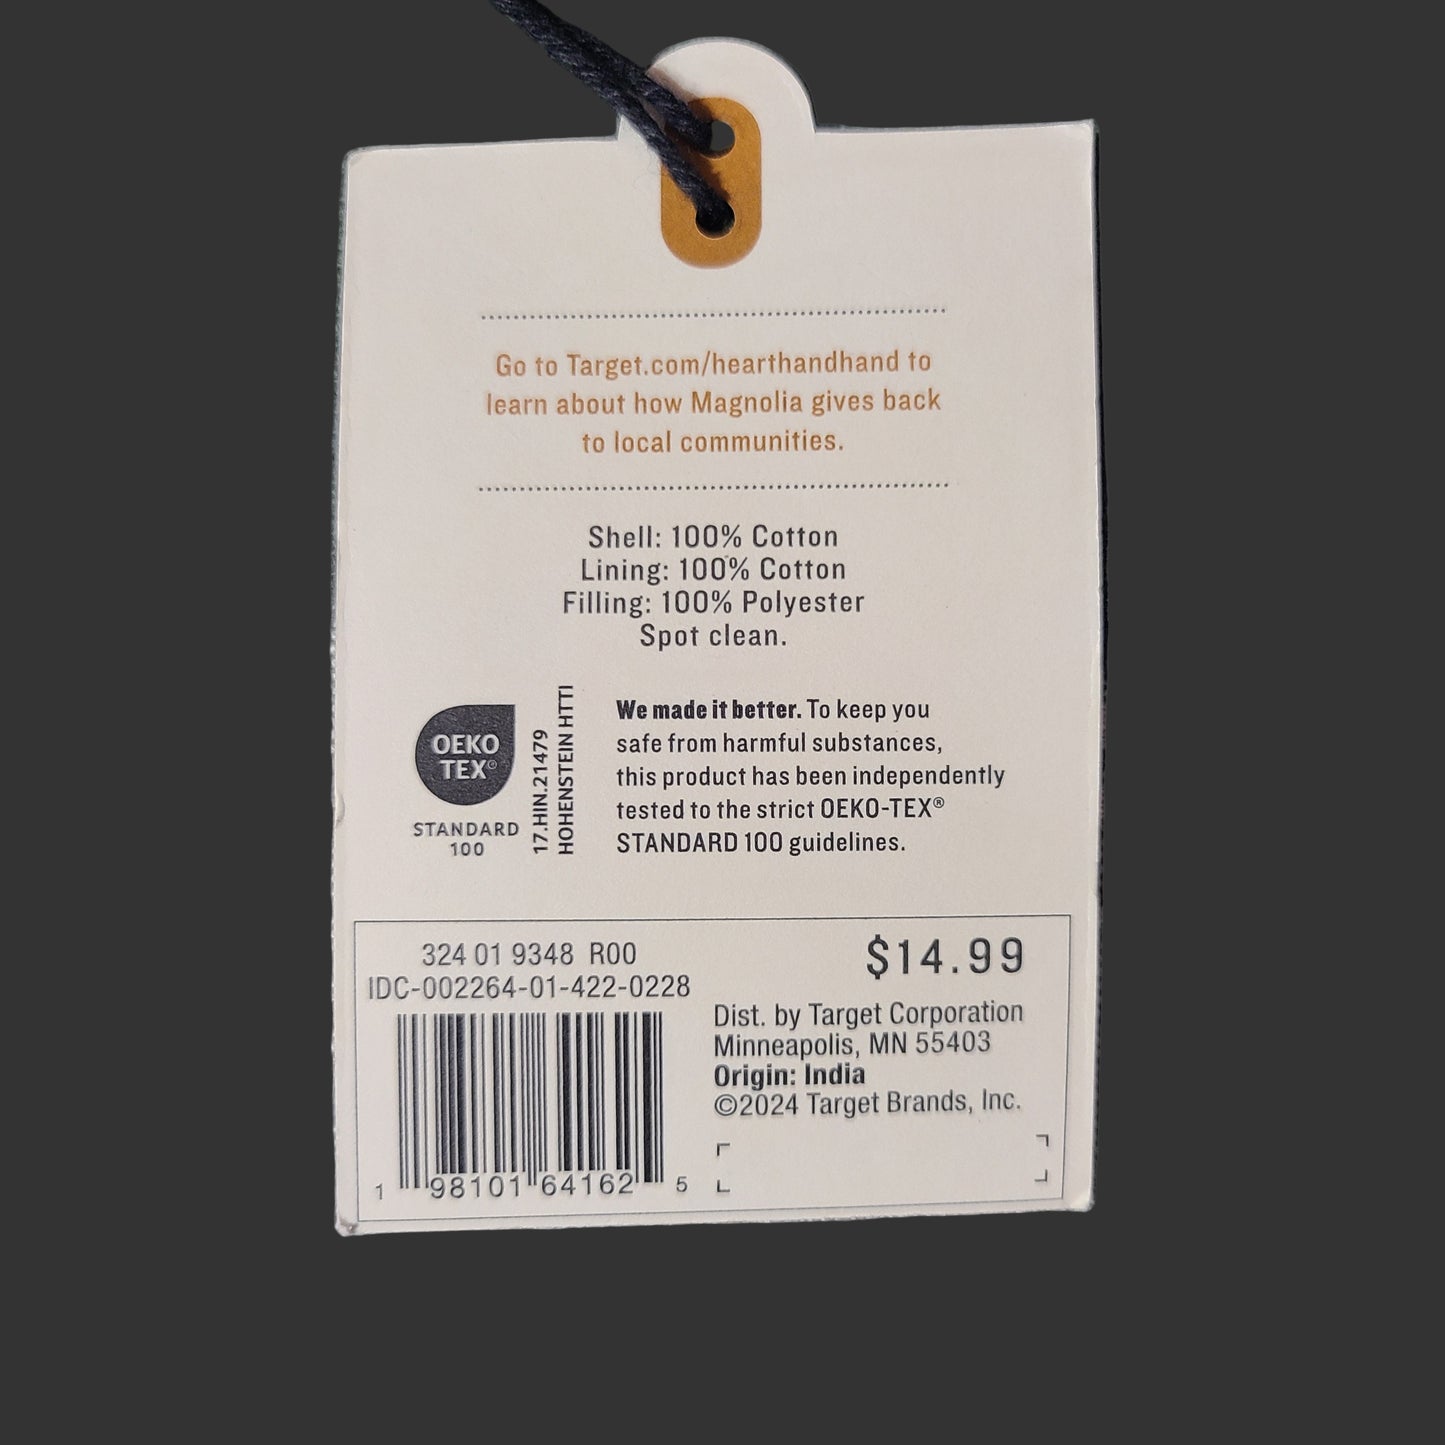 Go to Target.com/hearthandhand to
learn about how Magnolia gives back
to local communities.
Shell: 100% Cotton
Lining: 100% Cotton
Filling: 100% Polyester
Spot clean.
OEKO
TEX®
STANDARD
100
17.HIN.21479
HOHENSTEIN HTTI
We made it better. To keep you
safe from harmful substances,
this product has been independently
tested to the strict OEKO-TEX®
STANDARD 100 guidelines.
324 01 9348 R00
IDC-002264-01-422-0228
1 98101 64162 5
$14.99
Dist. by Target Corporation
Minneapolis, MN 55403
Origin: India
©2024 Target Brands, Inc.